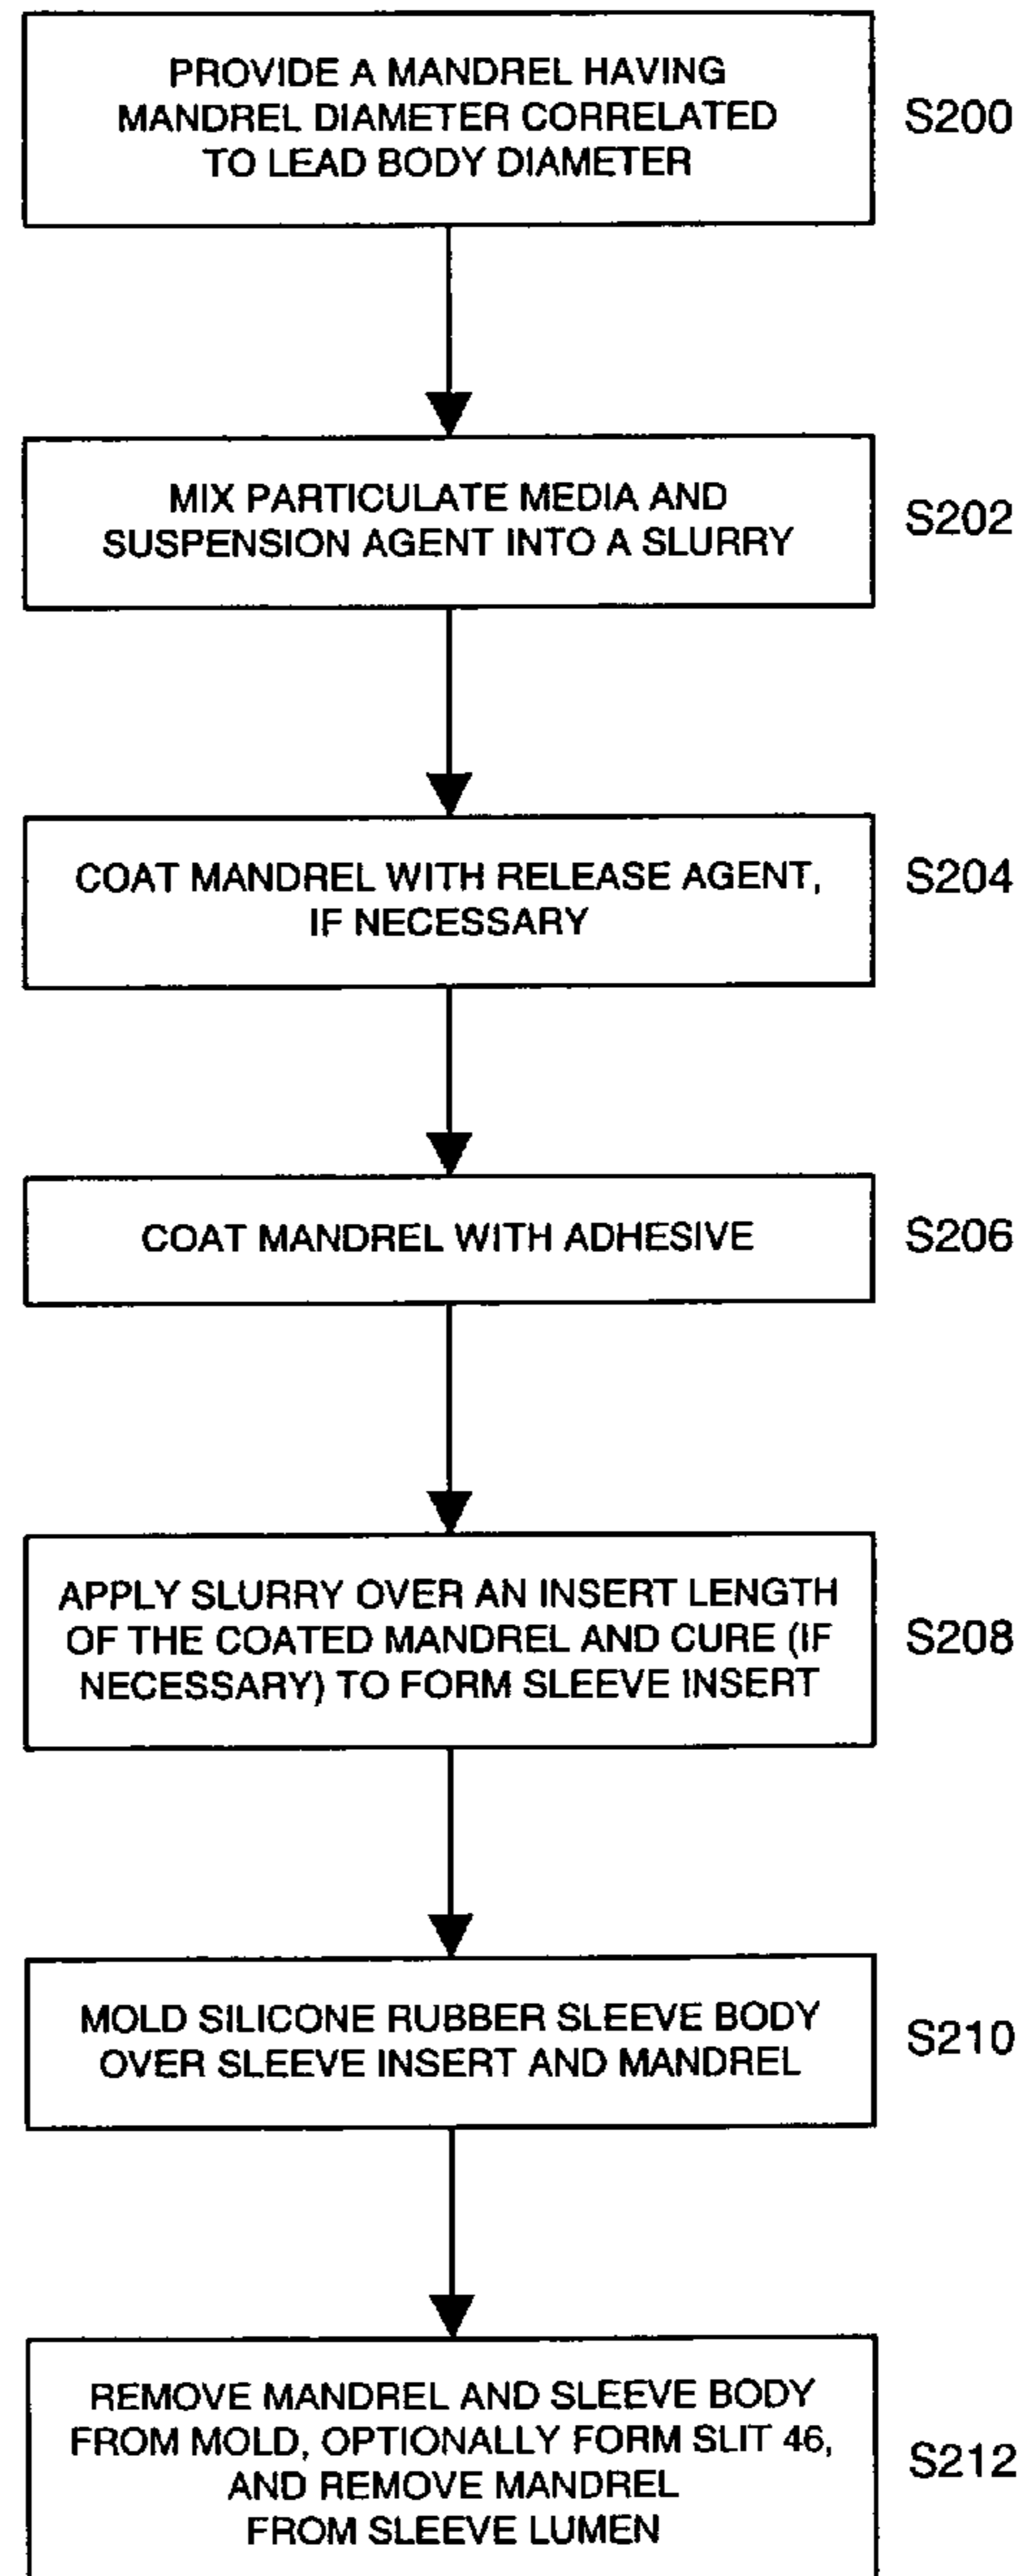 PROVIDE A MANDREL HAVING
MANDREL DIAMETER CORRELATED
TO LEAD BODY DIAMETER
S200
MIX PARTICULATE MEDIA AND
SUSPENSION AGENT INTO A SLURRY
S202
COAT MANDREL WITH RELEASE AGENT,
IF NECESSARY
S204
COAT MANDREL WITH ADHESIVE
S206
APPLY SLURRY OVER AN INSERT LENGTH
OF THE COATED MANDREL AND CURE (IF
NECESSARY) TO FORM SLEEVE INSERT
S208
MOLD SILICONE RUBBER SLEEVE BODY
OVER SLEEVE INSERT AND MANDREL
S210
REMOVE MANDREL AND SLEEVE BODY
FROM MOLD, OPTIONALLY FORM SLIT 46,
AND REMOVE MANDREL
FROM SLEEVE LUMEN
S212